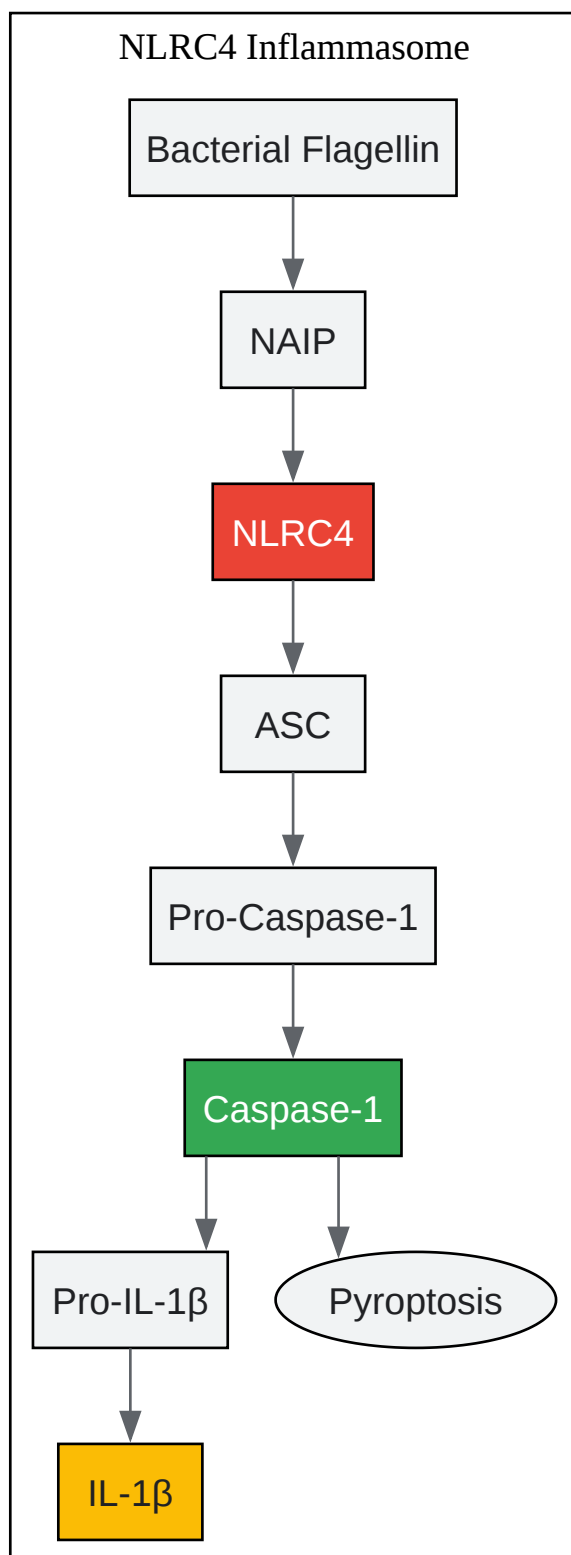 NLRC4 Inflammasome
Bacterial Flagellin
NAIP
NLRC4
ASC
Pro-Caspase-1
Caspase-1
Pro-IL-1β
Pyroptosis
IL-1β